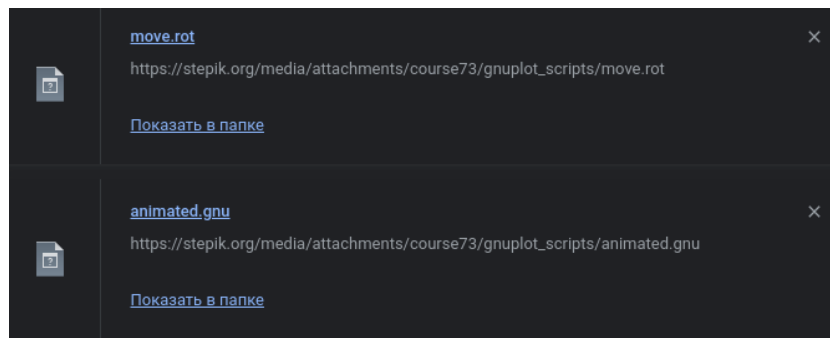 move.rot
https://stepik.org/media/attachments/course73/gnuplot_scripts/move.rot
Показать в папке
animated.gnu
https://stepik.org/media/attachments/course73/gnuplot_scripts/animated.gnu
Показать в папке